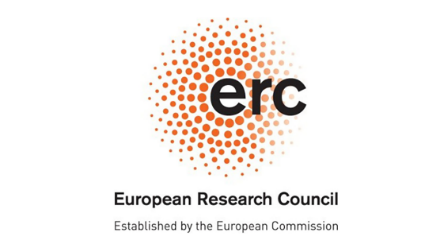 erc
European Research Council
Established by the European Commission